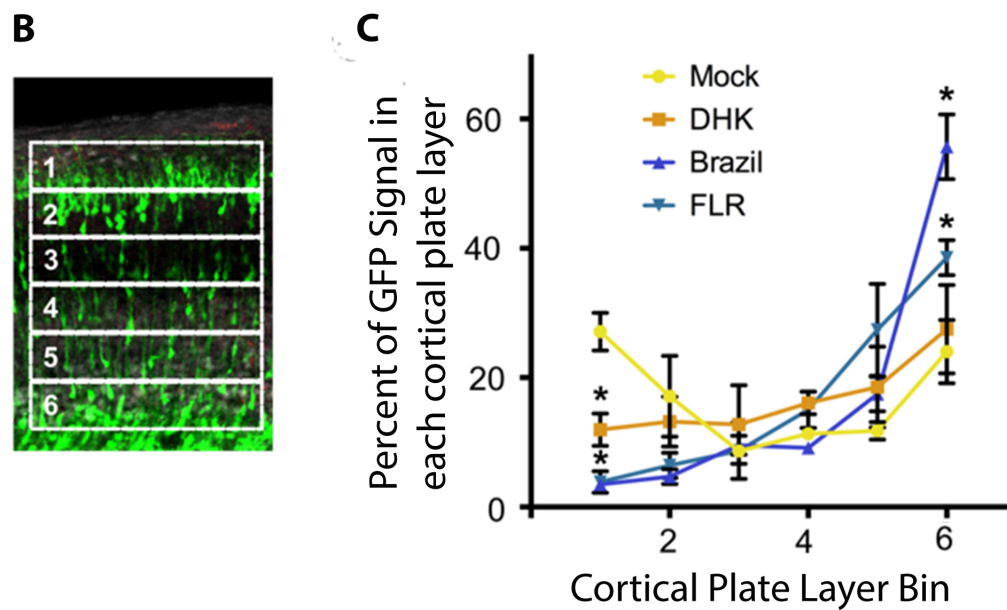 B
1
2
3
4
5
6
C
Percent of GFP Signal in
each cortical plate layer
Mock
DHK
Brazil
FLR
*
*
*
*
60
40
20
0
2
4
6
Cortical Plate Layer Bin